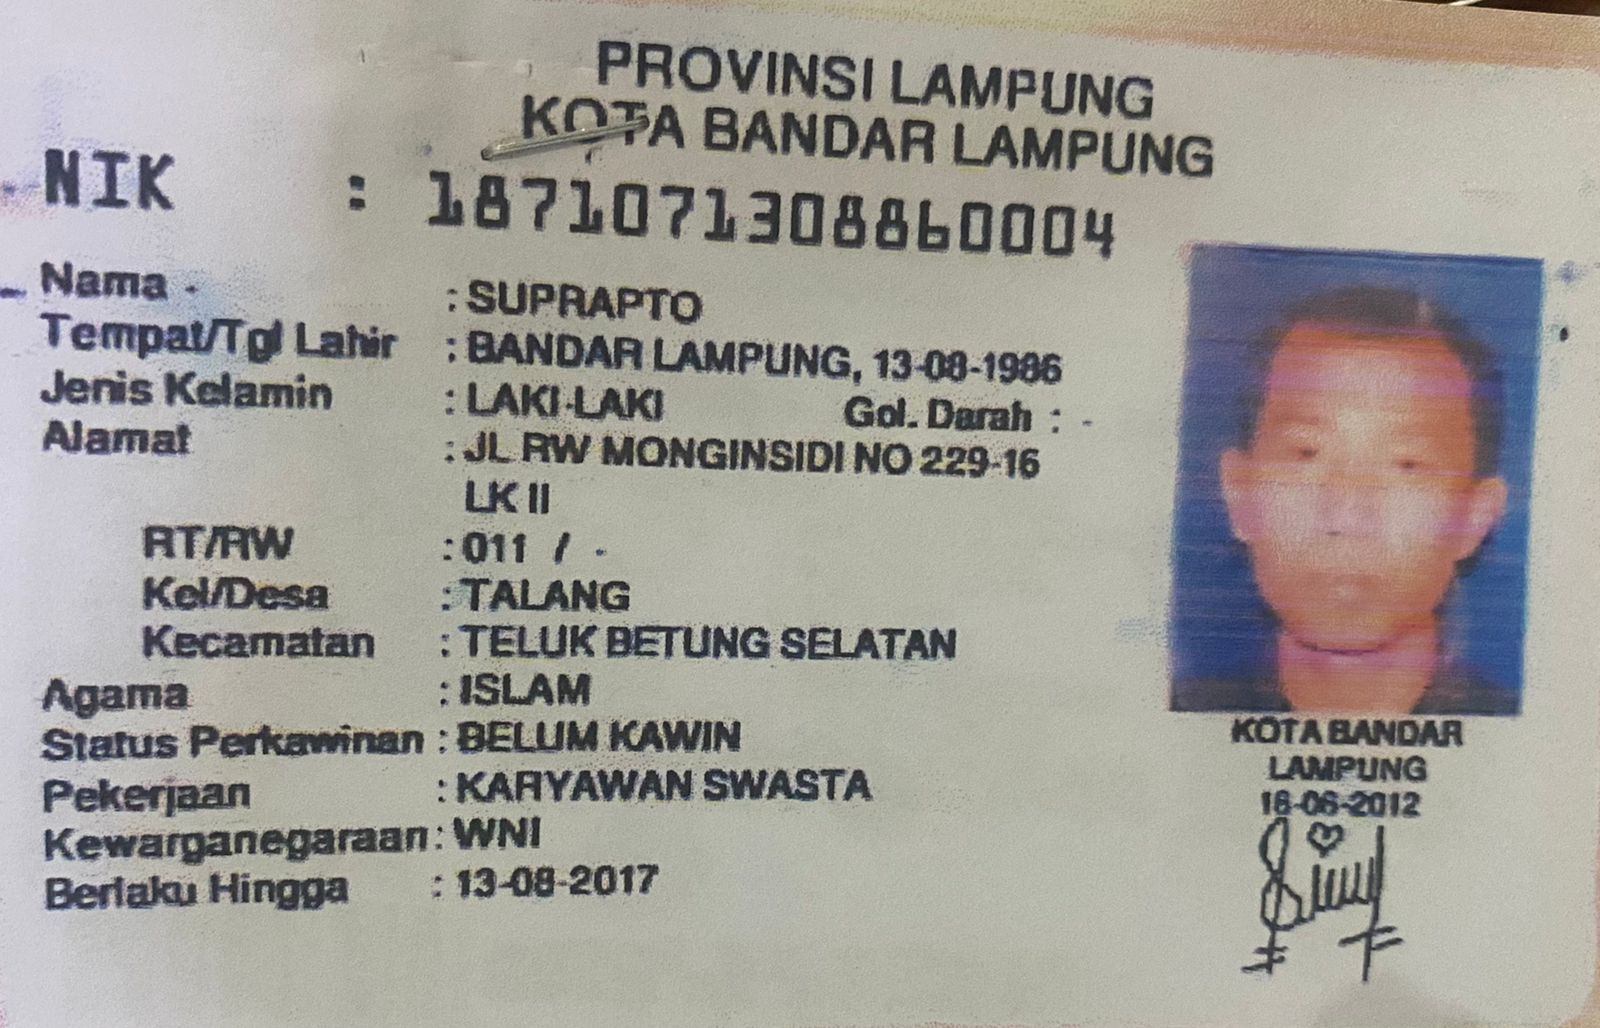 PROVINSI LAMPUNG
KOTA BANDAR LAMPUNG
NIK : 1871071308860004
Nama : SUPRAPTO
Tempat/Tgl Lahir : BANDAR LAMPUNG, 13-08-1986
Jenis Kelamin : LAKI-LAKI Gol. Darah : -
Alamat : JL RW MONGINSIDI NO 229-16
LK II
RT/RW : 011 / -
Kel/Desa : TALANG
Kecamatan : TELUK BETUNG SELATAN
Agama : ISLAM
Status Perkawinan : BELUM KAWIN
Pekerjaan : KARYAWAN SWASTA
Kewarganegaraan : WNI
Berlaku Hingga : 13-08-2017
KOTA BANDAR
LAMPUNG